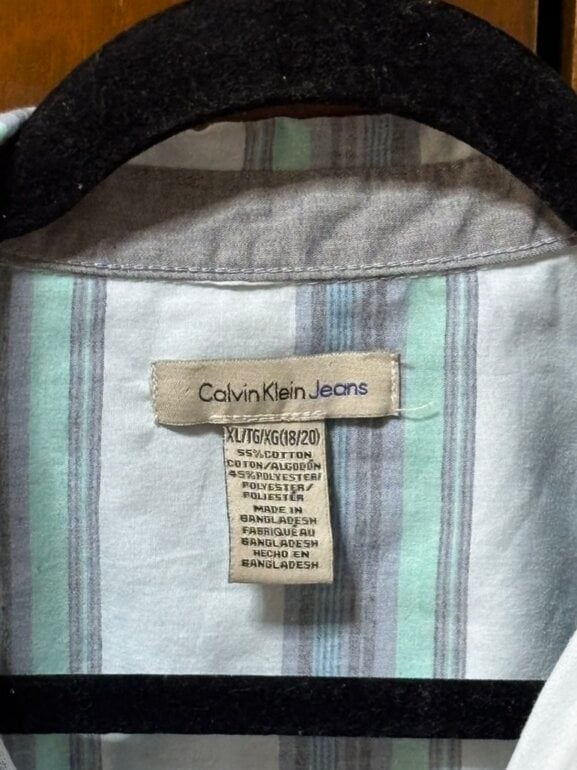 Calvin Klein Jeans
XL/TG/XG(18/20)
55%COTTON
COTON/ALGODÓN
45%POLYESTER/
POLYESTER/
POLIESTER
MADE IN
BANGLADESH
FABRIQUÉ AU
BANGLADESH
HECHO EN
BANGLADESH